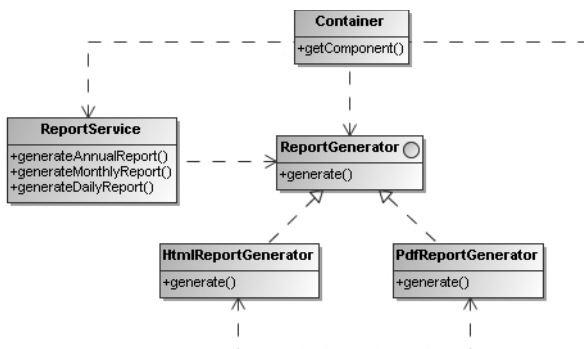 Container
+getComponent()
ReportService
+generateAnnualReport()
+generateMonthlyReport()
+generateDailyReport()
ReportGenerator
+generate()
HtmlReportGenerator
+generate()
PdfReportGenerator
+generate()